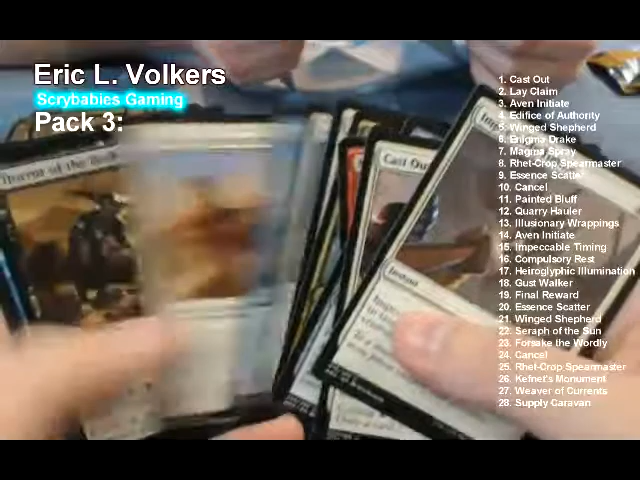 Eric L. Volkers
Scrybabies Gaming
Pack 3:
1. Cast Out
2. Lay Claim
3. Aven Initiate
4. Edifice of Authority
5. Winged Shepherd
6. Enigma Drake
7. Magma Spray
8. Rhet-Crop Spearmaster
9. Essence Scatter
10. Cancel
11. Painted Bluff
12. Quarry Hauler
13. Illusionary Wrappings
14. Aven Initiate
15. Impeccable Timing
16. Compulsory Rest
17. Heiroglyphic Illumination
18. Gust Walker
19. Final Reward
20. Essence Scatter
21. Winged Shepherd
22. Seraph of the Sun
23. Forsake the Wordly
24. Cancel
25. Rhet-Crop Spearmaster
26. Kefnet's Monument
27. Weaver of Currents
28. Supply Caravan
Horror of the
Cast Out
Instant